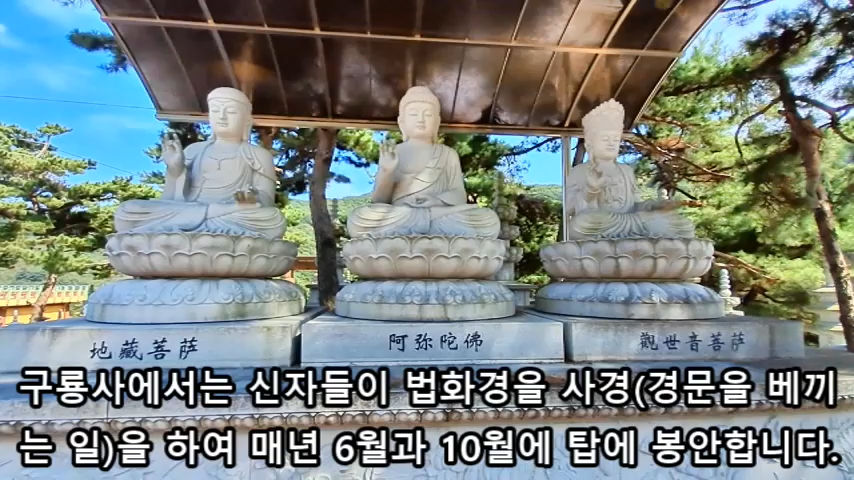 地藏菩薩
阿弥陀佛
觀世音菩薩
구룡사에서는 신자들이 법화경을 사경(경문을 베끼
는 일)을 하여 매년 6월과 10월에 탑에 봉안합니다.